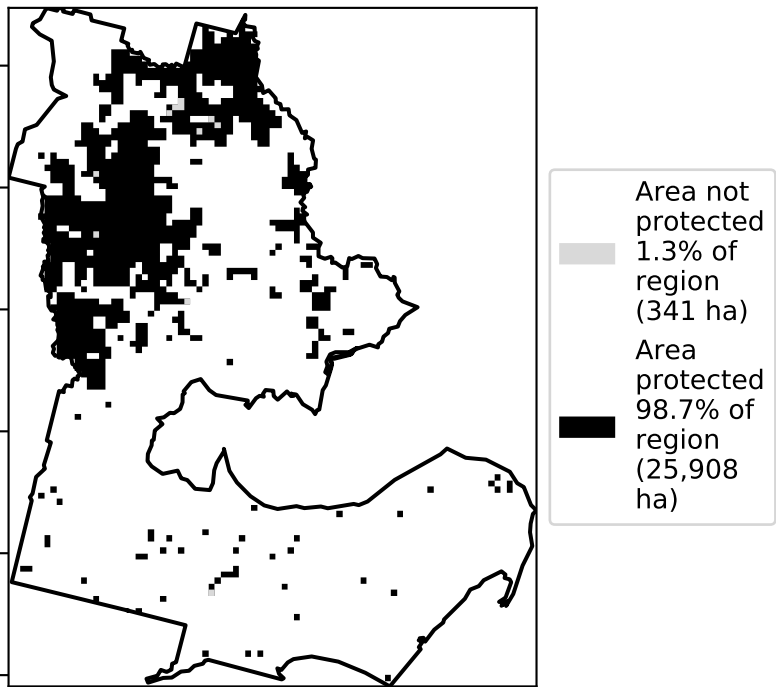 Area not
protected
1.3% of
region
(341 ha)
Area
protected
98.7% of
region
(25,908
ha)